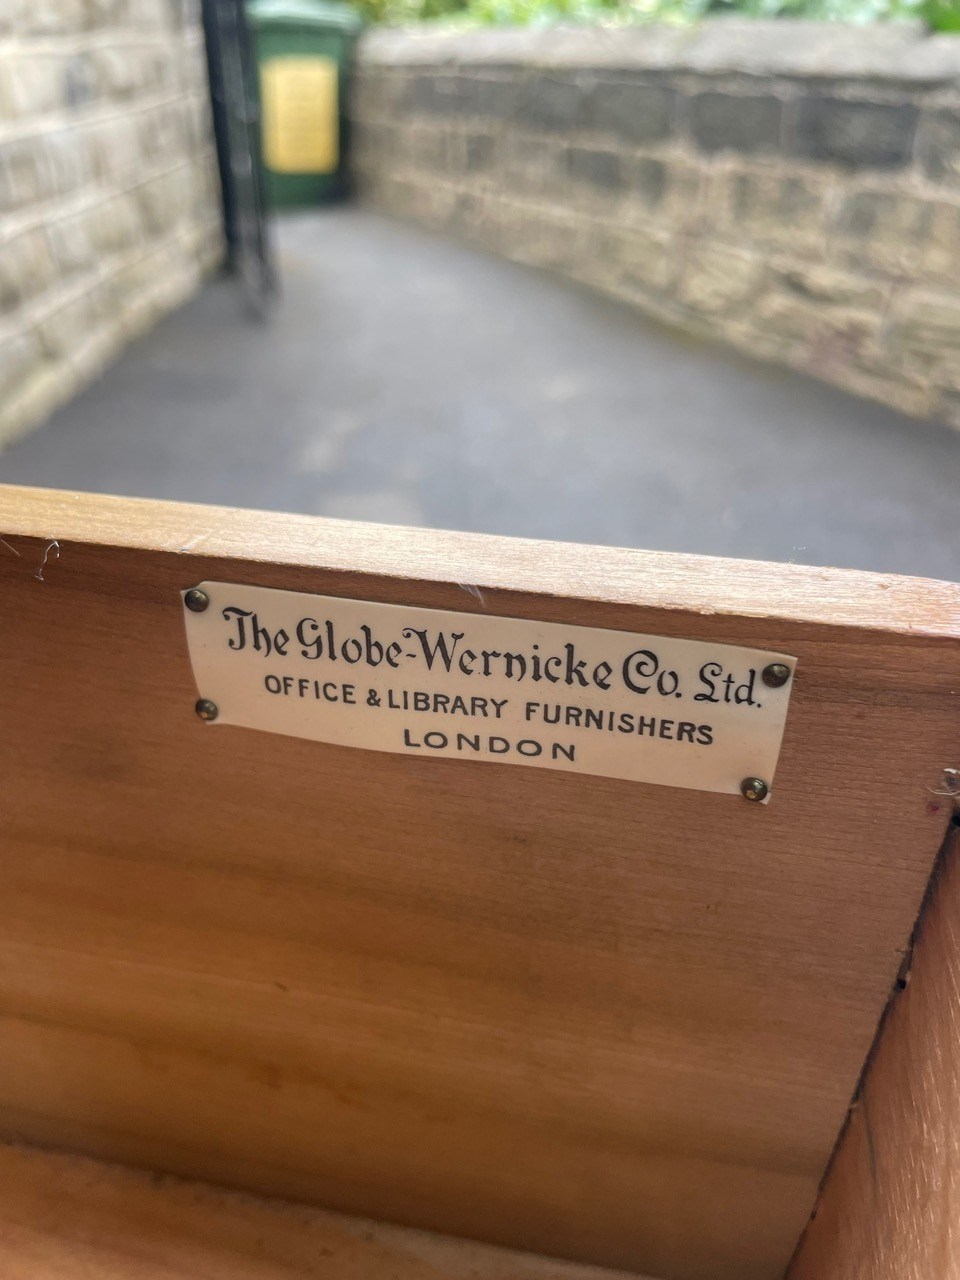 The Globe-Wernicke Co. Ltd.
OFFICE & LIBRARY FURNISHERS
LONDON